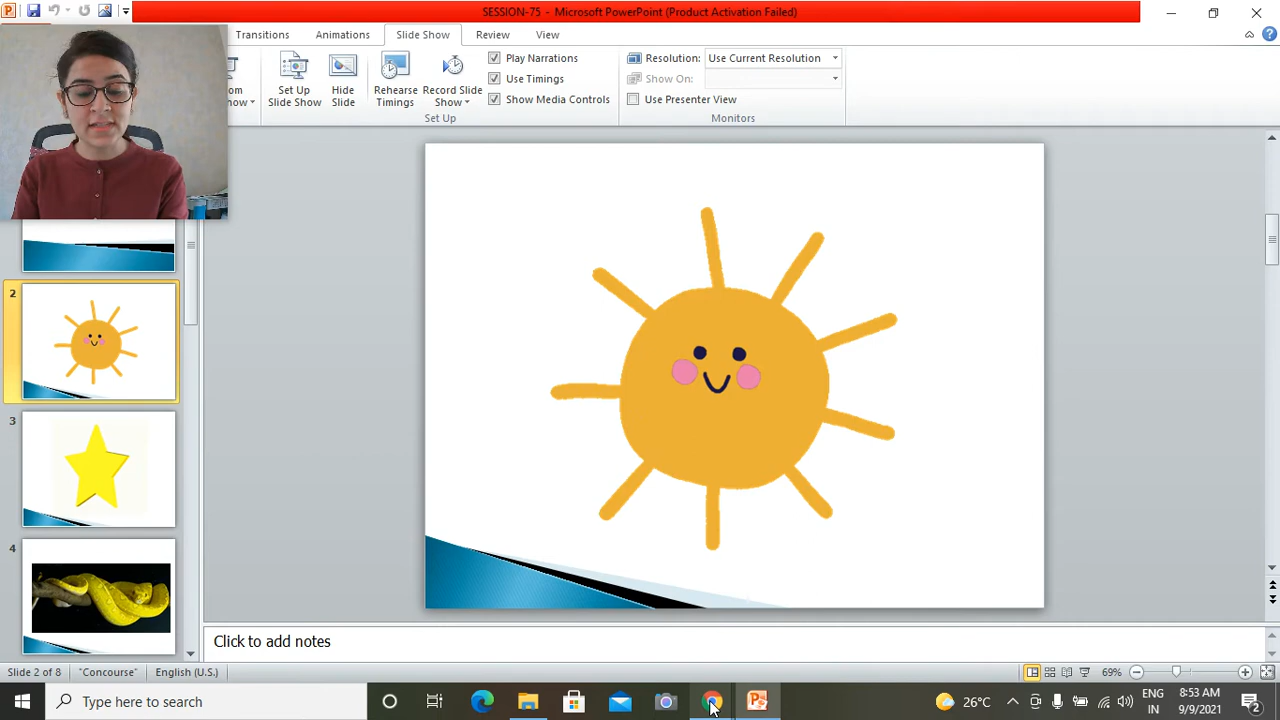 SESSION-75 - Microsoft PowerPoint (Product Activation Failed)
Transitions Animations Slide Show Review View
Set Up Slide Show
Hide Slide
Rehearse Timings
Record Slide Show
Play Narrations
Use Timings
Show Media Controls
Set Up
Resolution: Use Current Resolution
Show On:
Use Presenter View
Monitors
2
3
4
Click to add notes
Slide 2 of 8 "Concourse" English (U.S.) 69%
Type here to search
26°C
ENG
IN
8:53 AM
9/9/2021
2